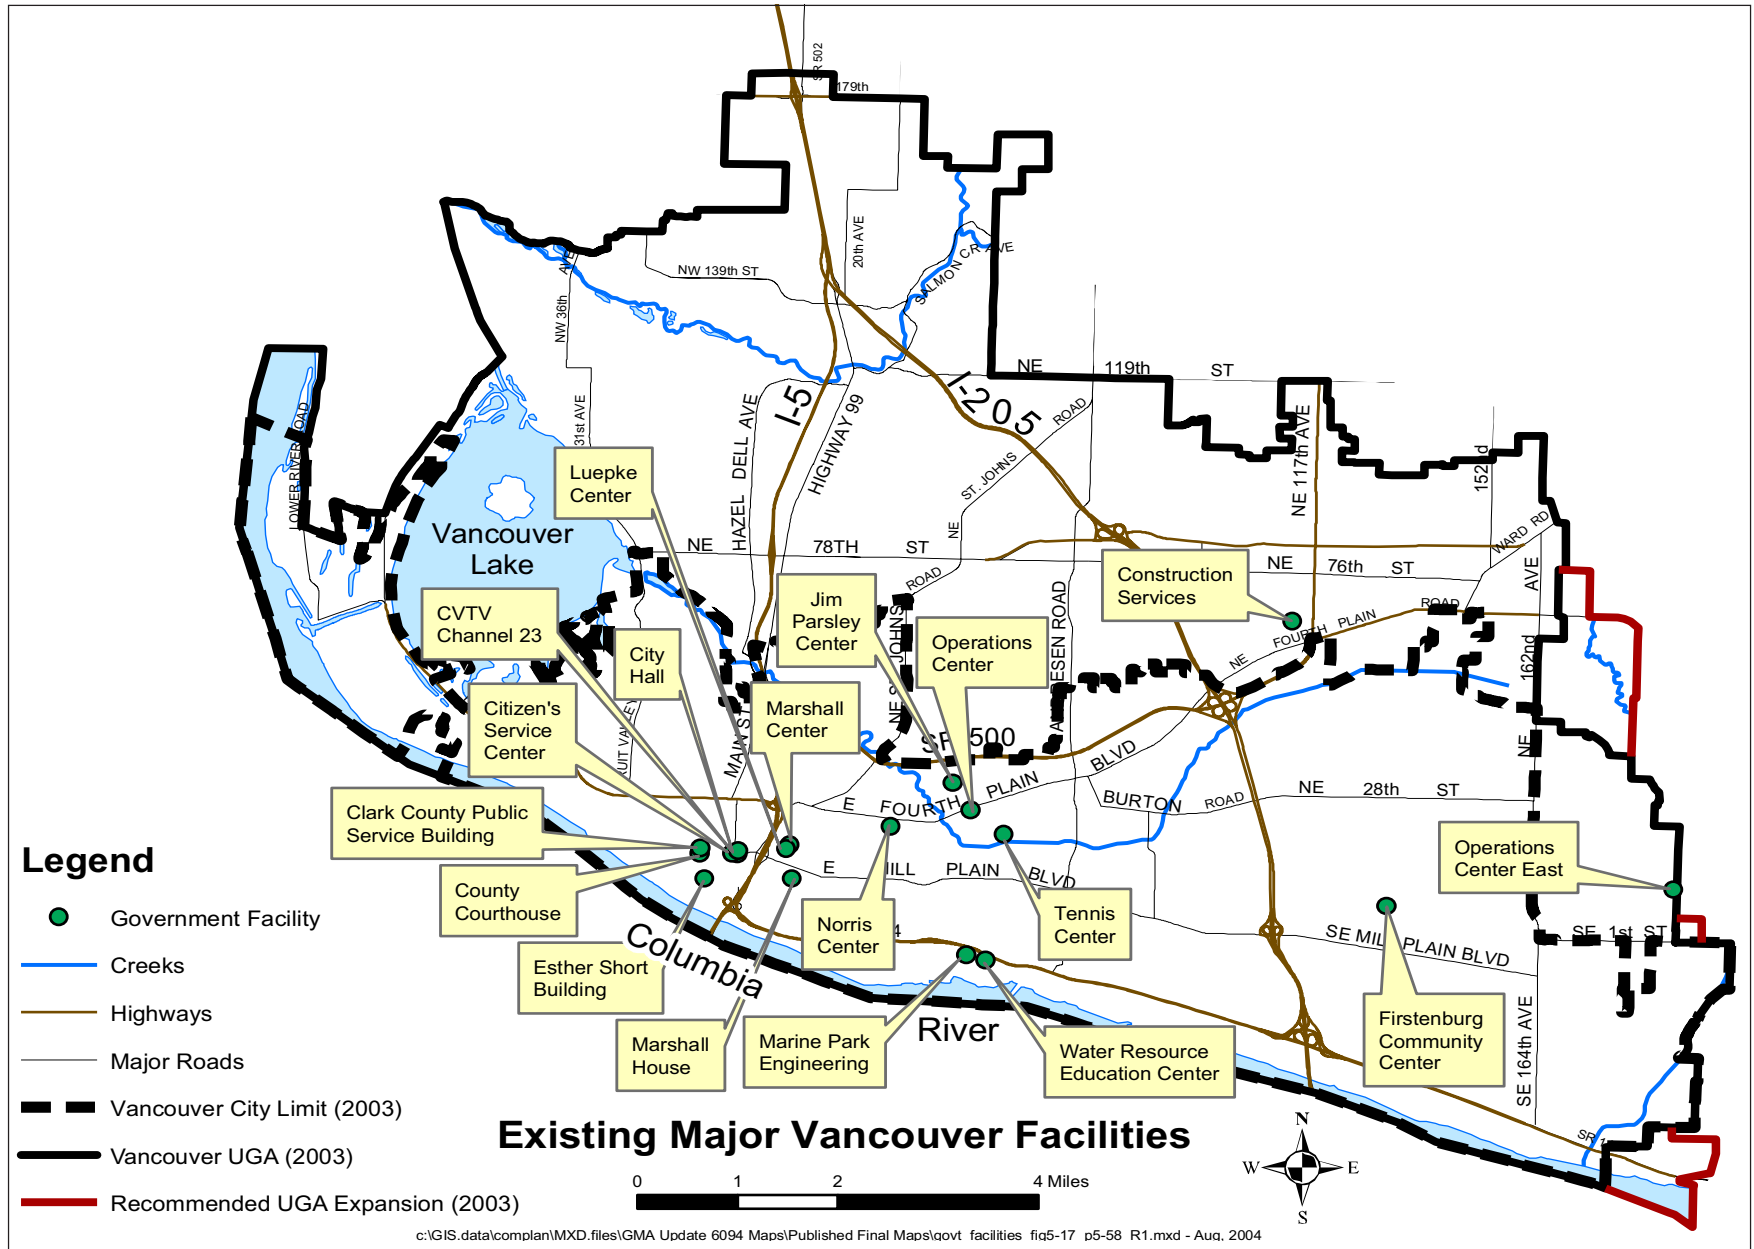 SR 502
179th
20th AVE
NW 139th ST
SALMON CR AVE
AVE
NW 36th
31st AVE
NE 119th ST
I-5
I-205
HIGHWAY 99
HAZEL DELL AVE
ROAD
ST. JOHNS
NE
NE 117th AVE
152nd
WARD RD
LOWER RIVER ROAD
Luepke
Center
Vancouver
Lake
NE 78TH ST
NE 76th ST
AVE
162nd
NE
Construction
Services
ROAD
FOURTH PLAIN
NE
ROAD
CVTV
Channel 23
City
Hall
Jim
Parsley
Center
Operations
Center
Citizen's
Service
Center
Marshall
Center
MAIN ST
SR 500
E FOURTH PLAIN BLVD
BURTON ROAD
NE 28th ST
Clark County Public
Service Building
County
Courthouse
E MILL PLAIN BLVD
Operations
Center East
Norris
Center
Tennis
Center
SE MILL PLAIN BLVD
SE 1st ST
Esther Short
Building
Columbia
River
Marshall
House
Marine Park
Engineering
Water Resource
Education Center
Firstenburg
Community
Center
SE 164th AVE
Legend
Government Facility
Creeks
Highways
Major Roads
Vancouver City Limit (2003)
Vancouver UGA (2003)
Recommended UGA Expansion (2003)
Existing Major Vancouver Facilities
0 1 2 4 Miles
N
W E
S
c:\GIS.data\complan\MXD.files\GMA Update 6094 Maps\Published Final Maps\govt_facilities_fig5-17_p5-58_R1.mxd - Aug, 2004